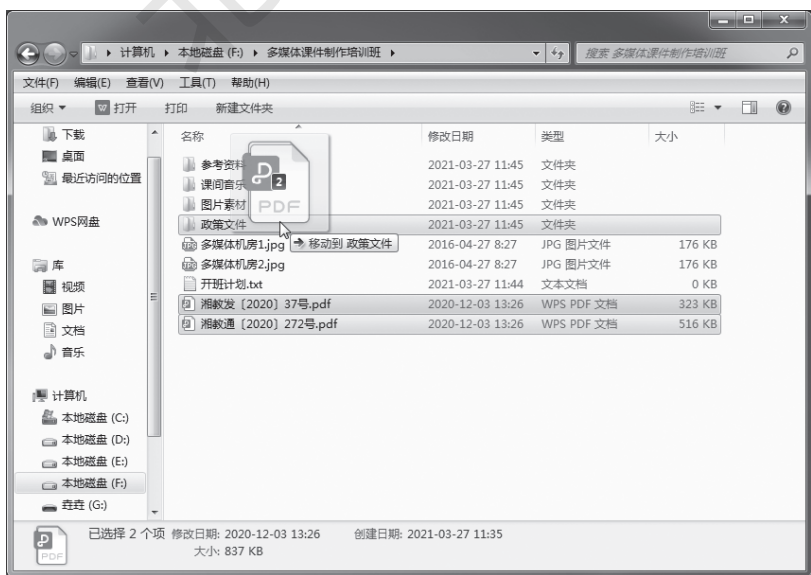 计算机 本地磁盘 (F:) 多媒体课件制作培训班 搜索 多媒体课件制作培训班
文件(F) 编辑(E) 查看(V) 工具(T) 帮助(H)
组织 打开 打印 新建文件夹
下载
桌面
最近访问的位置
WPS网盘
库
视频
图片
文档
音乐
计算机
本地磁盘 (C:)
本地磁盘 (D:)
本地磁盘 (E:)
本地磁盘 (F:)
垚垚 (G:)
名称 修改日期 类型 大小
参考资料 2021-03-27 11:45 文件夹
课间音乐 2021-03-27 11:45 文件夹
图片素材 2021-03-27 11:45 文件夹
政策文件 2021-03-27 11:45 文件夹
多媒体机房1.jpg 2016-04-27 8:27 JPG 图片文件 176 KB
多媒体机房2.jpg 2016-04-27 8:27 JPG 图片文件 176 KB
开班计划.txt 2021-03-27 11:44 文本文档 0 KB
湘教发〔2020〕37号.pdf 2020-12-03 13:26 WPS PDF 文档 323 KB
湘教通〔2020〕272号.pdf 2020-12-03 13:26 WPS PDF 文档 516 KB
2
PDF
移动到 政策文件
PDF
已选择 2 个项 修改日期: 2020-12-03 13:26 创建日期: 2021-03-27 11:35
大小: 837 KB